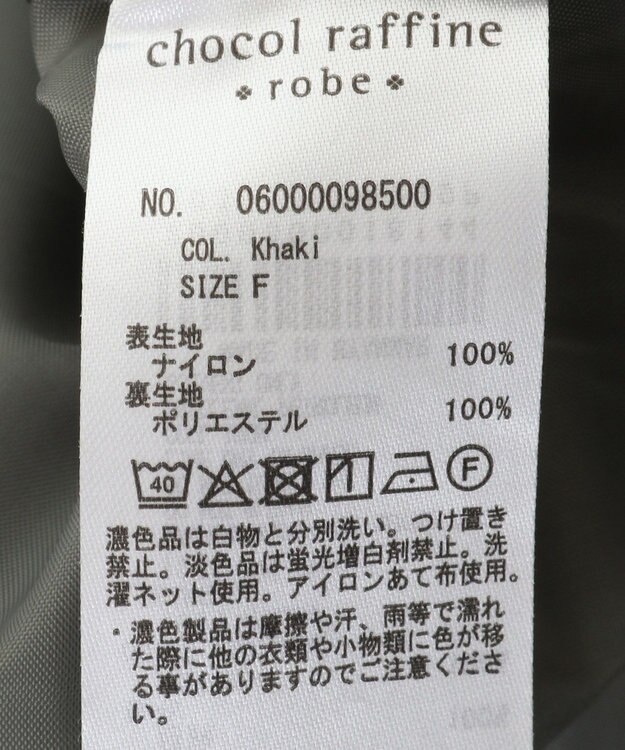 chocol raffine
robe
NO. 06000098500
COL. Khaki
SIZE F
表生地
ナイロン 100%
裏生地
ポリエステル 100%
40
F
濃色品は白物と分別洗い。つけ置き
禁止。淡色品は蛍光増白剤禁止。洗
濯ネット使用。アイロンあて布使用。
・濃色製品は摩擦や汗、雨等で濡れ
た際に他の衣類や小物類に色が移
る事がありますのでご注意くださ
い。